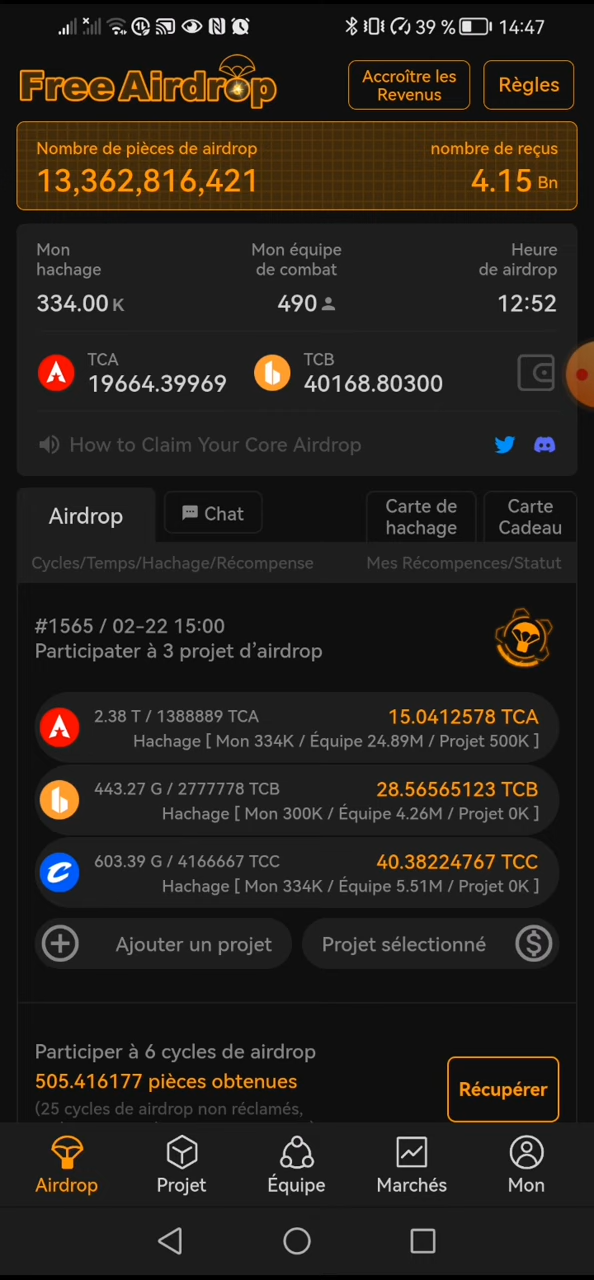 39 % 14:47
Free Airdrop
Accroître les
Revenus
Règles
Nombre de pièces de airdrop
nombre de reçus
13,362,816,421
4.15 Bn
Mon
hachage
Mon équipe
de combat
Heure
de airdrop
334.00 K
490
12:52
TCA
19664.39969
TCB
40168.80300
How to Claim Your Core Airdrop
Airdrop
Chat
Carte de
hachage
Carte
Cadeau
Cycles/Temps/Hachage/Récompense
Mes Récompences/Statut
#1565 / 02-22 15:00
Participater à 3 projet d’airdrop
2.38 T / 1388889 TCA
15.0412578 TCA
Hachage [ Mon 334K / Équipe 24.89M / Projet 500K ]
443.27 G / 2777778 TCB
28.56565123 TCB
Hachage [ Mon 300K / Équipe 4.26M / Projet 0K ]
603.39 G / 4166667 TCC
40.38224767 TCC
Hachage [ Mon 334K / Équipe 5.51M / Projet 0K ]
Ajouter un projet
Projet sélectionné
Participer à 6 cycles de airdrop
505.416177 pièces obtenues
(25 cycles de airdrop non réclamés,
Récupérer
Airdrop
Projet
Équipe
Marchés
Mon